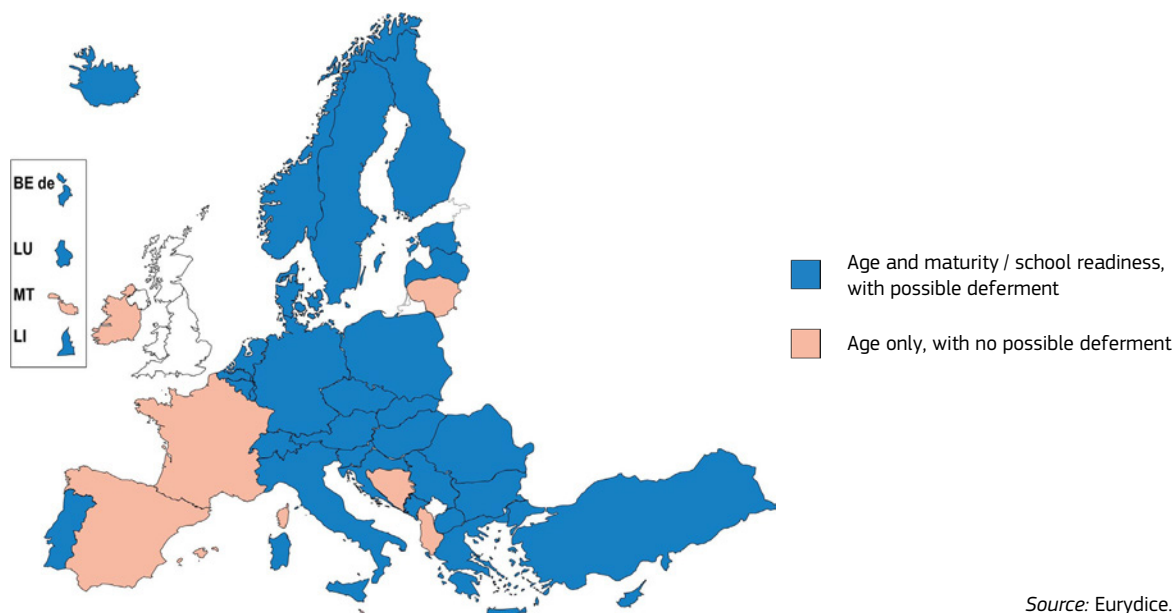 BE de
LU
MT
LI
Age and maturity / school readiness,
with possible deferment
Age only, with no possible deferment
Source: Eurydice.